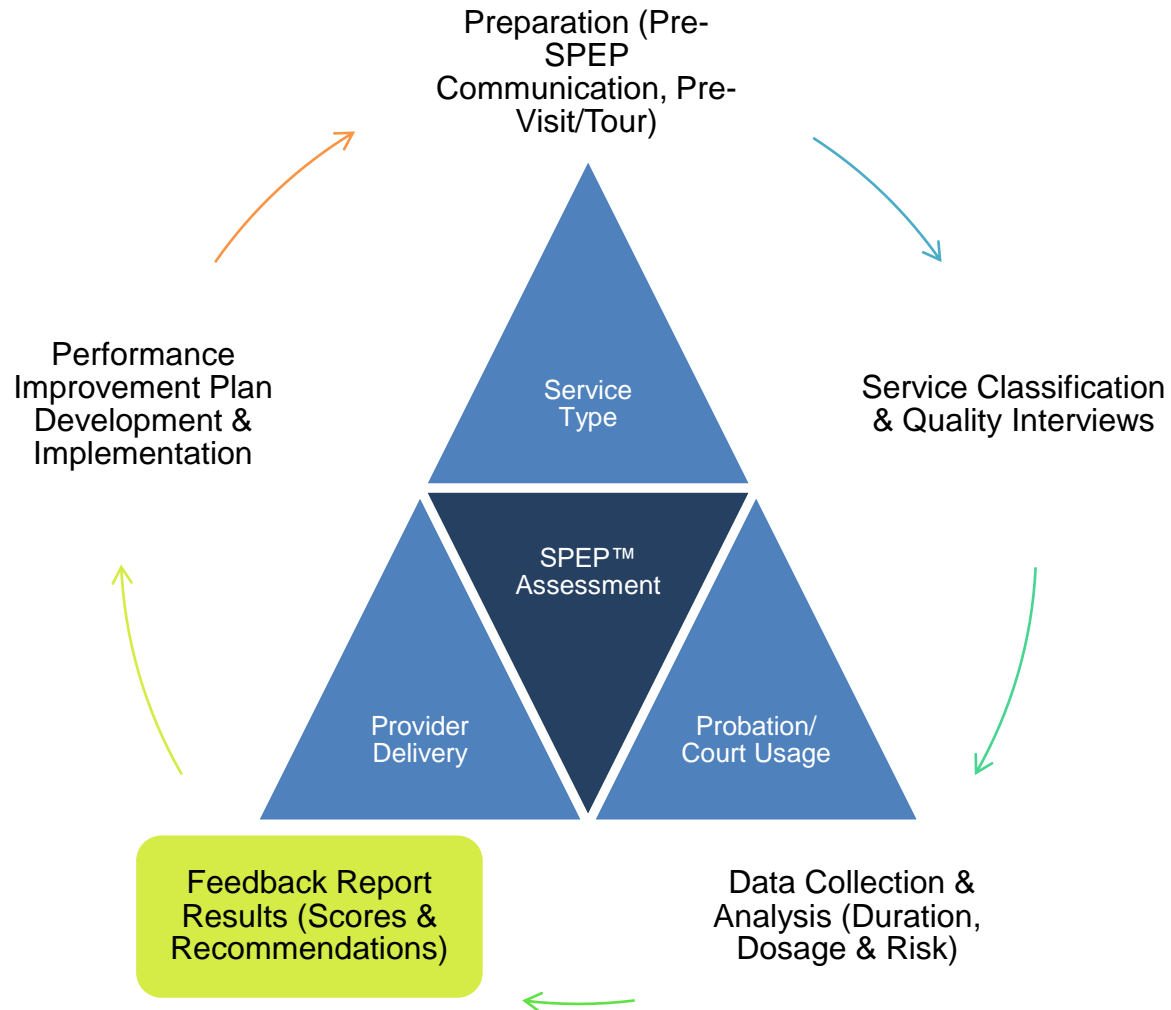 Preparation (Pre-
SPEP
Communication, Pre-
Visit/Tour)
Performance
Improvement Plan
Development &
Implementation
Service
Type
Service Classification
& Quality Interviews
SPEP™
Assessment
Provider
Delivery
Probation/
Court Usage
Feedback Report
Results (Scores &
Recommendations)
Data Collection &
Analysis (Duration,
Dosage & Risk)